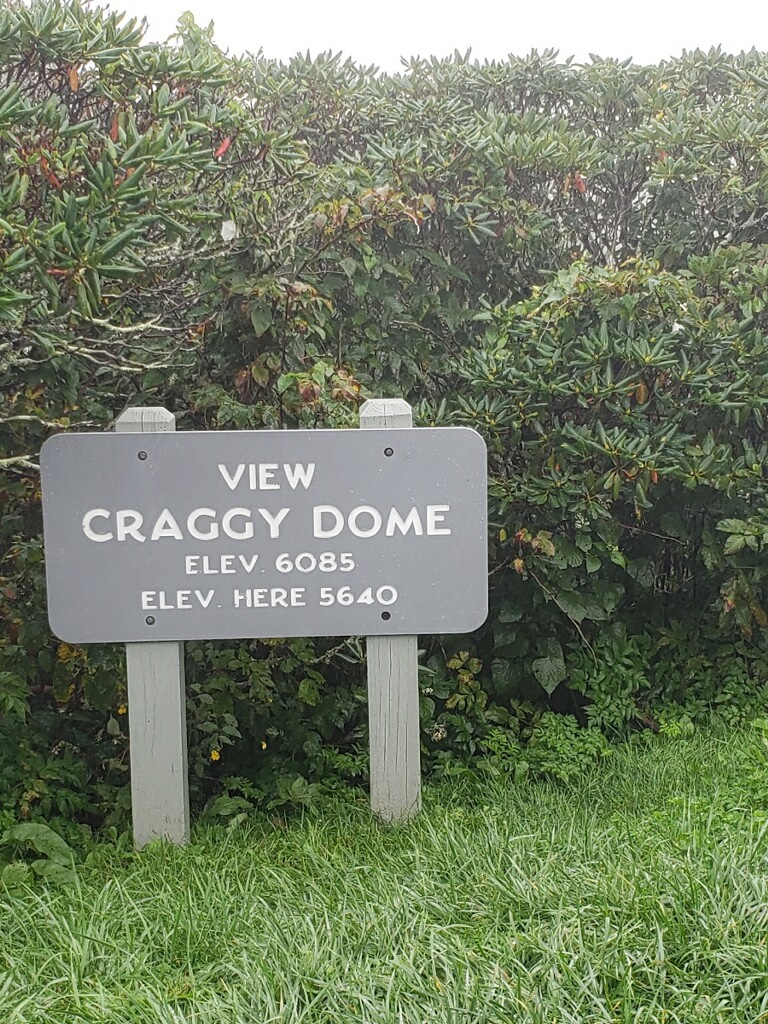 VIEW
CRAGGY DOME
ELEV. 6085
ELEV. HERE 5640